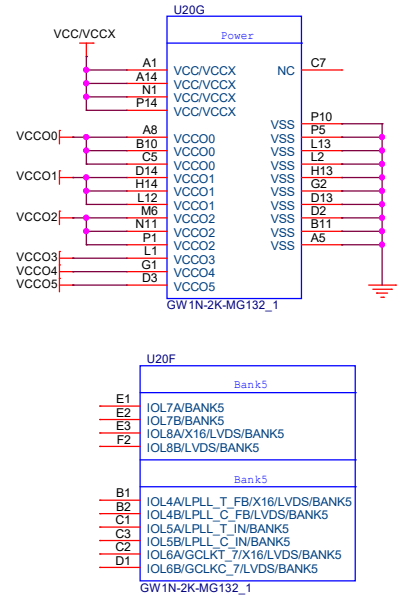 U20G
VCC/VCCX
Power
A1 VCC/VCCX NC C7
A14 VCC/VCCX
N1 VCC/VCCX
P14 VCC/VCCX
VSS P10
VCCO0 A8 VCCO0 VSS P5
B10 VCCO0 VSS L13
C5 VCCO0 VSS L2
VCCO1 D14 VCCO1 VSS H13
H14 VCCO1 VSS G2
L12 VCCO1 VSS D13
VCCO2 M6 VCCO2 VSS D2
N11 VCCO2 VSS B11
P1 VCCO2 VSS A5
VCCO3 L1 VCCO3
VCCO4 G1 VCCO4
VCCO5 D3 VCCO5
GW1N-2K-MG132_1
U20F
Bank5
E1 IOL7A/BANK5
E2 IOL7B/BANK5
E3 IOL8A/X16/LVDS/BANK5
F2 IOL8B/LVDS/BANK5
Bank5
B1 IOL4A/LPLL_T_FB/X16/LVDS/BANK5
B2 IOL4B/LPLL_C_FB/LVDS/BANK5
C1 IOL5A/LPLL_T_IN/BANK5
C3 IOL5B/LPLL_C_IN/BANK5
C2 IOL6A/GCLKT_7/X16/LVDS/BANK5
D1 IOL6B/GCLKC_7/LVDS/BANK5
GW1N-2K-MG132_1